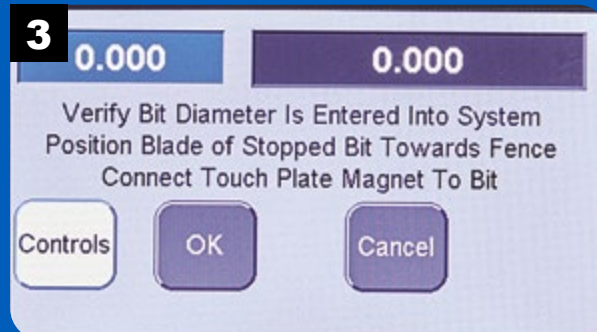 3
0.000 0.000
Verify Bit Diameter Is Entered Into System
Position Blade of Stopped Bit Towards Fence
Connect Touch Plate Magnet To Bit
Controls OK Cancel